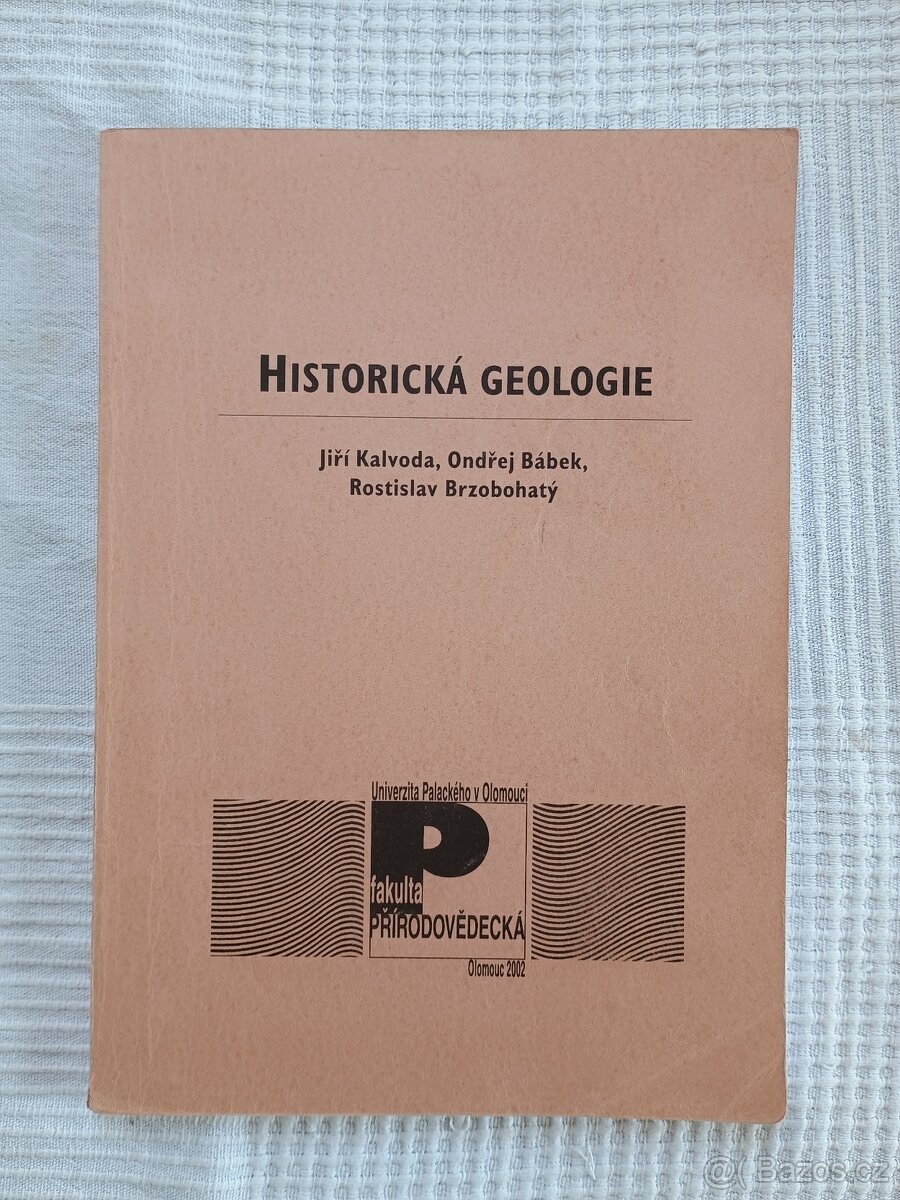 HISTORICKÁ GEOLOGIE
Jiří Kalvoda, Ondřej Bábek,
Rostislav Brzobohatý
Univerzita Palackého v Olomouci
P
fakulta
PŘÍRODOVĚDECKÁ
Olomouc 2002
@ Bazos.cz